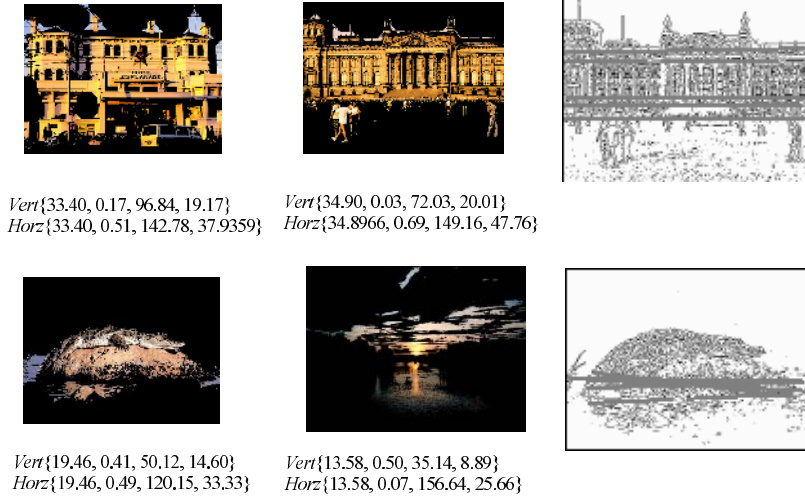 ESPLANADE
Vert{33.40, 0.17, 96.84, 19.17}
Horz{33.40, 0.51, 142.78, 37.9359}
Vert{34.90, 0.03, 72.03, 20.01}
Horz{34.8966, 0.69, 149.16, 47.76}
Vert{19.46, 0.41, 50.12, 14.60}
Horz{19.46, 0.49, 120.15, 33.33}
Vert{13.58, 0.50, 35.14, 8.89}
Horz{13.58, 0.07, 156.64, 25.66}